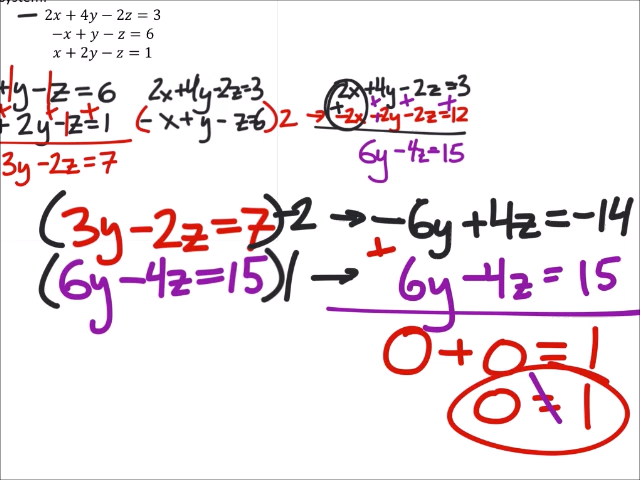 2x + 4y − 2z = 3
−x + y − z = 6
x + 2y − z = 1
+y − z = 6
+ 2y − z = 1
3y − 2z = 7
2x + 4y − 2z = 3
(− x + y − z = 6) 2 →
2x + 4y − 2z = 3
+ −2x + 2y − 2z = 12
6y − 4z = 15
(3y − 2z = 7) −2 → −6y + 4z = −14
+
(6y − 4z = 15) 1 → 6y − 4z = 15
0 + 0 = 1
0 ≠ 1